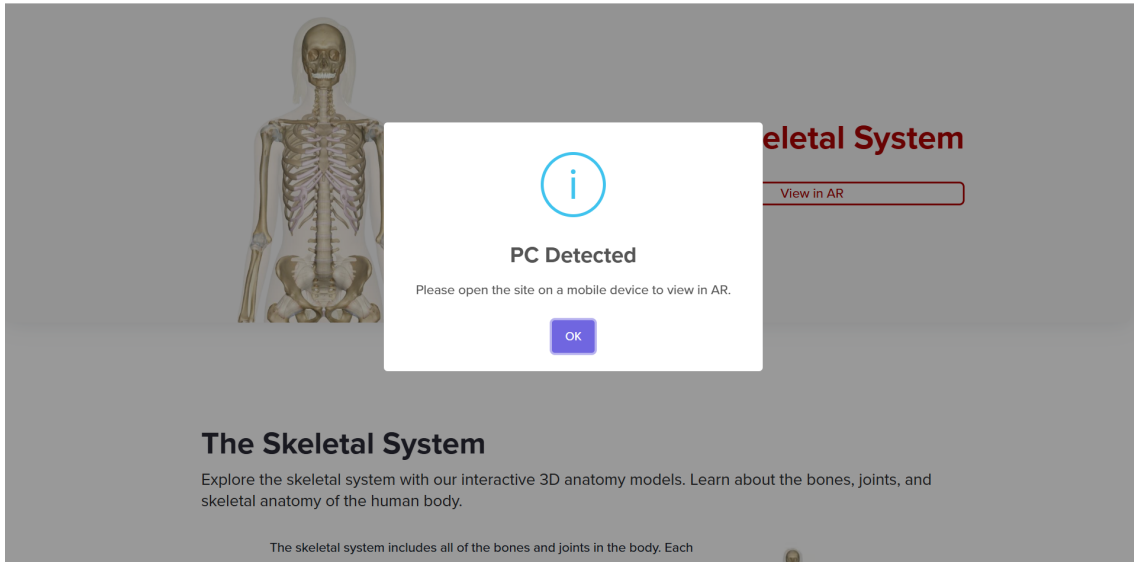 eletal System
View in AR
i
PC Detected
Please open the site on a mobile device to view in AR.
OK
The Skeletal System
Explore the skeletal system with our interactive 3D anatomy models. Learn about the bones, joints, and
skeletal anatomy of the human body.
The skeletal system includes all of the bones and joints in the body. Each